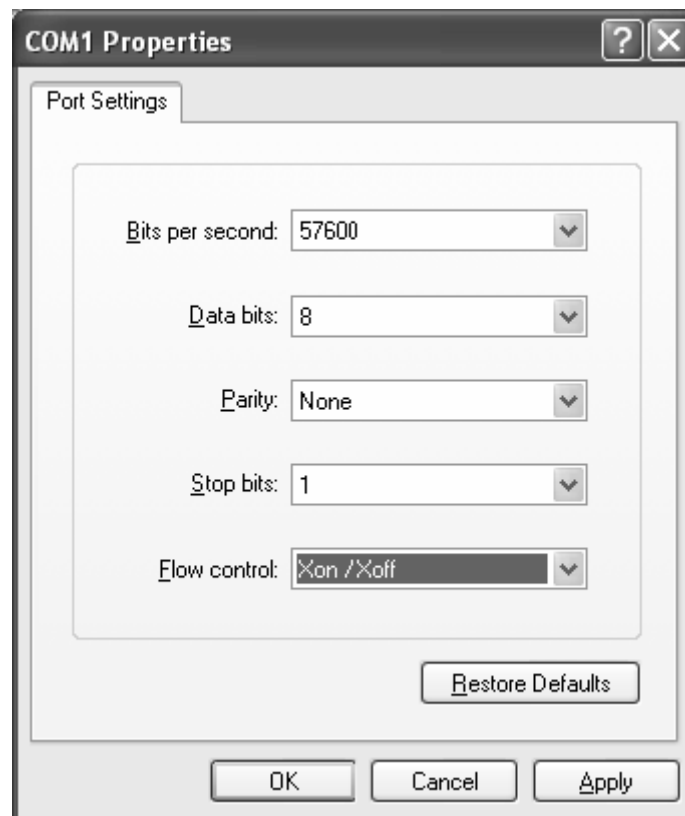 COM1 Properties
Port Settings
Bits per second: 57600
Data bits: 8
Parity: None
Stop bits: 1
Flow control: Xon / Xoff
Restore Defaults
OK Cancel Apply